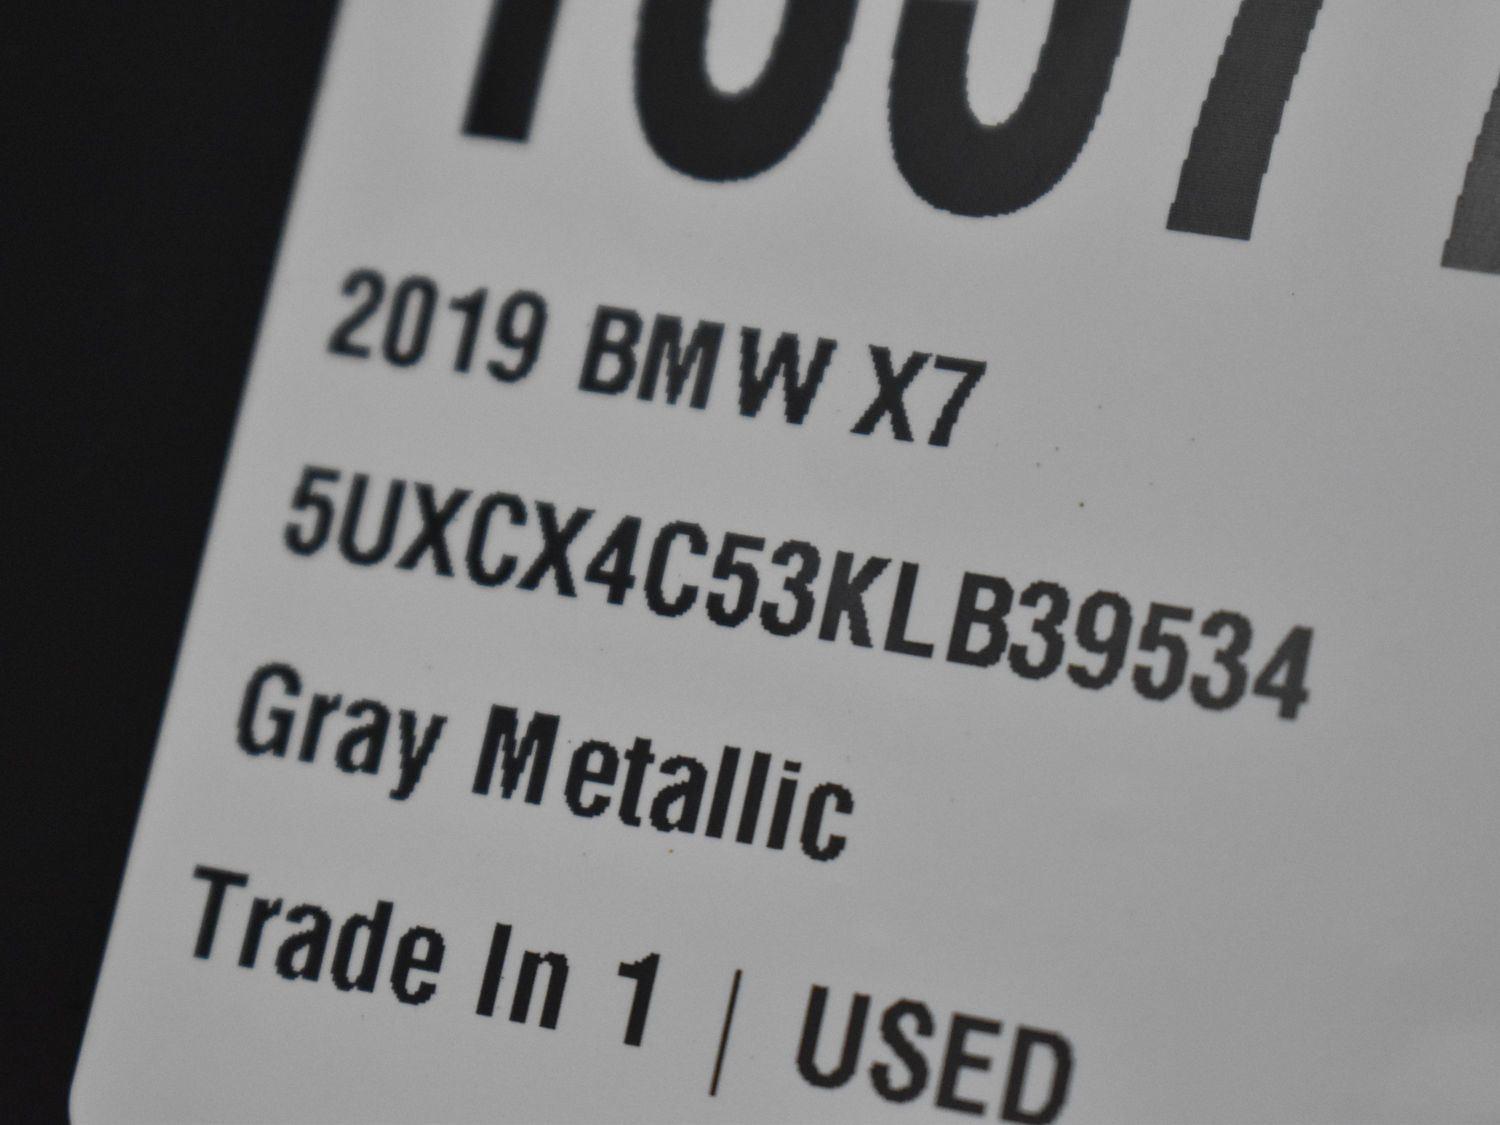 2019 BMW X7
5UXCX4C53KLB39534
Gray Metallic
Trade In 1 | USED